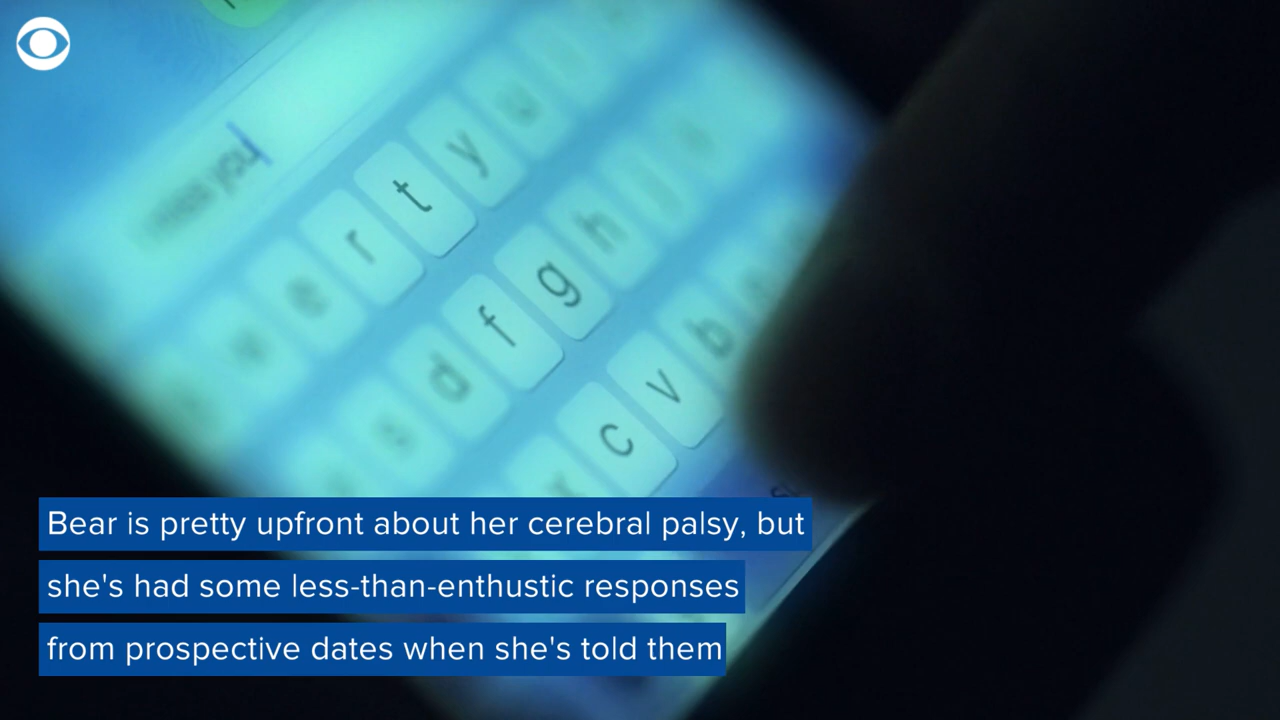 you
e r t y u
d f g h
c v b
Bear is pretty upfront about her cerebral palsy, but
she's had some less-than-enthustic responses
from prospective dates when she's told them